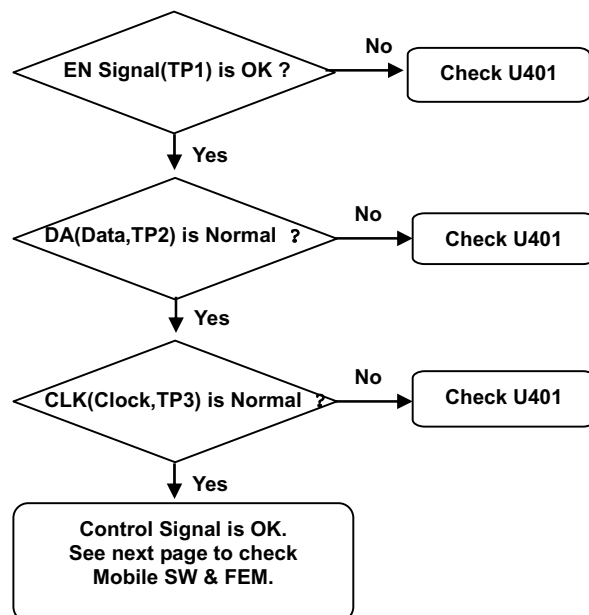 EN Signal(TP1) is OK ?
No
Check U401
Yes
DA(Data,TP2) is Normal ?
No
Check U401
Yes
CLK(Clock,TP3) is Normal ?
No
Check U401
Yes
Control Signal is OK.
See next page to check
Mobile SW & FEM.